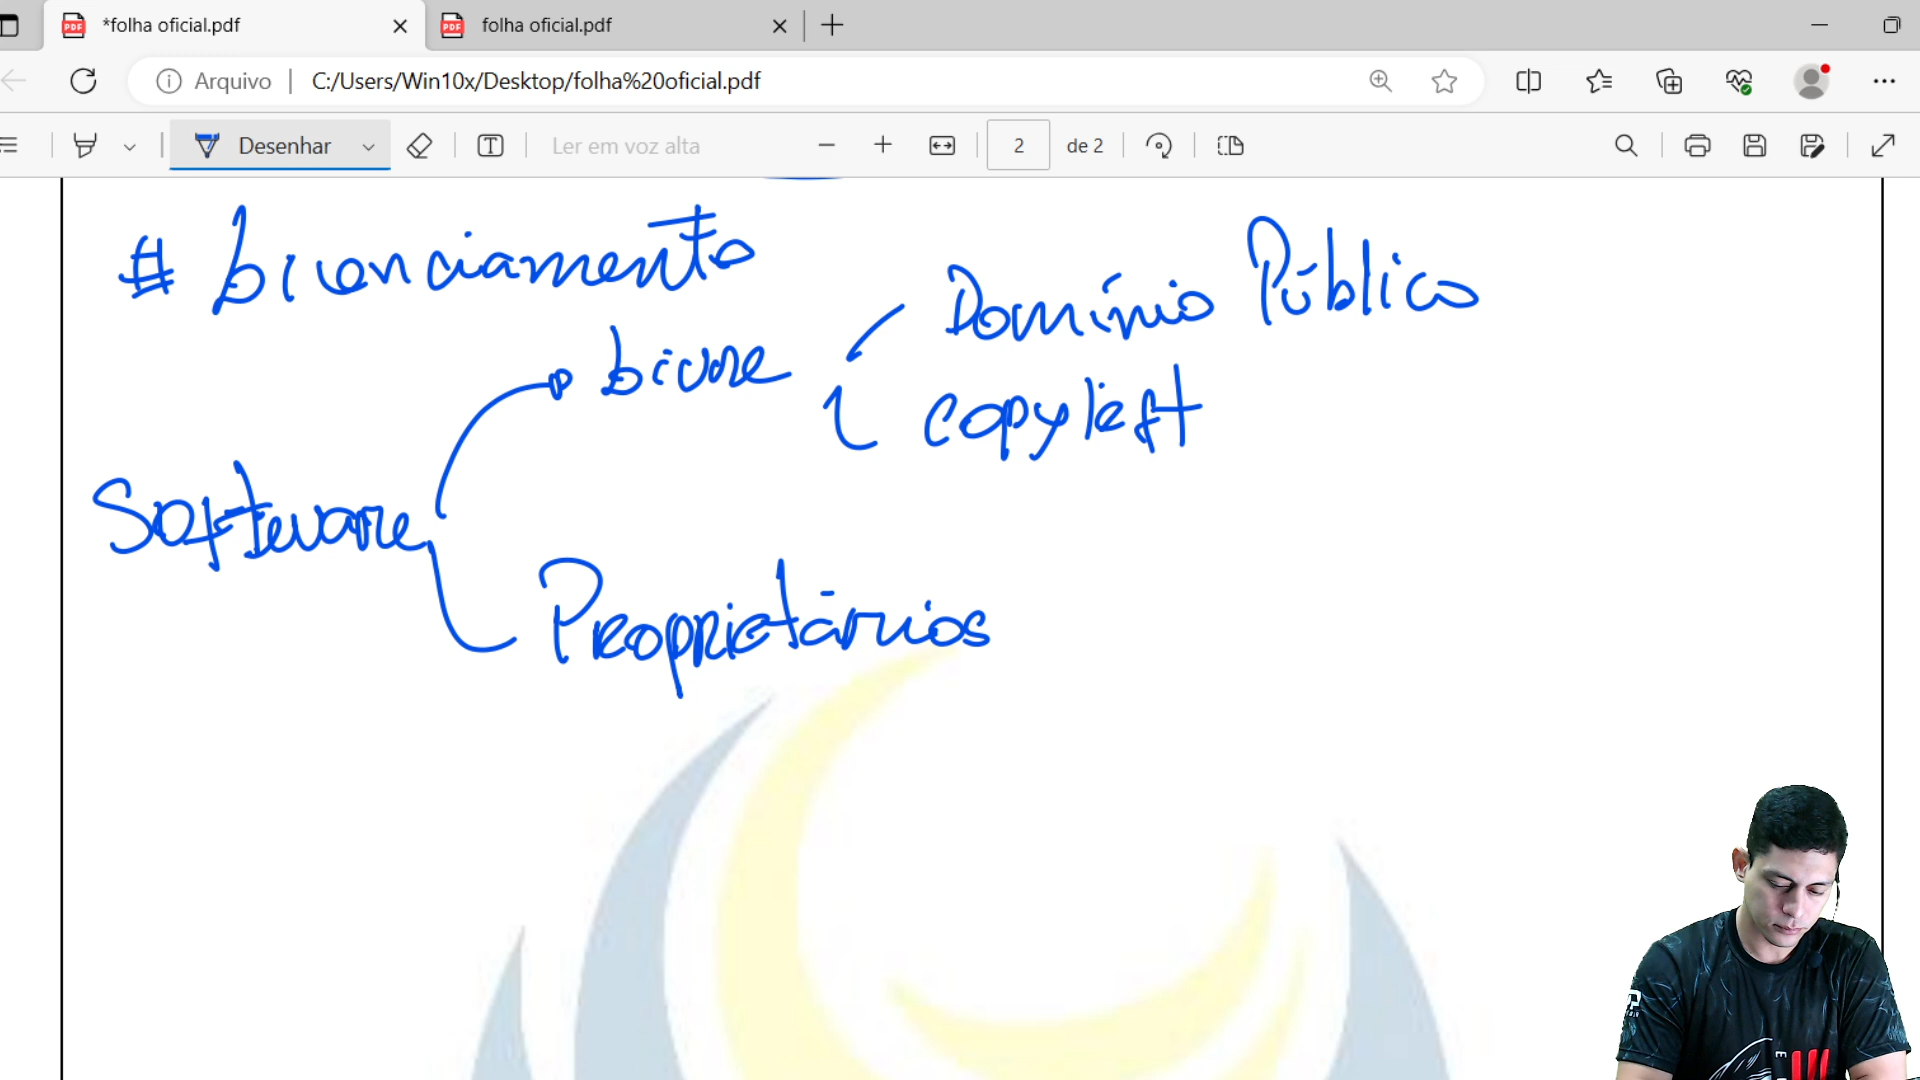 *folha oficial.pdf
folha oficial.pdf
Arquivo | C:/Users/Win10x/Desktop/folha%20oficial.pdf
Desenhar
Ler em voz alta
2 de 2
# Licenciamento
Livre
Domínio Público
copyleft
Software
Proprietários